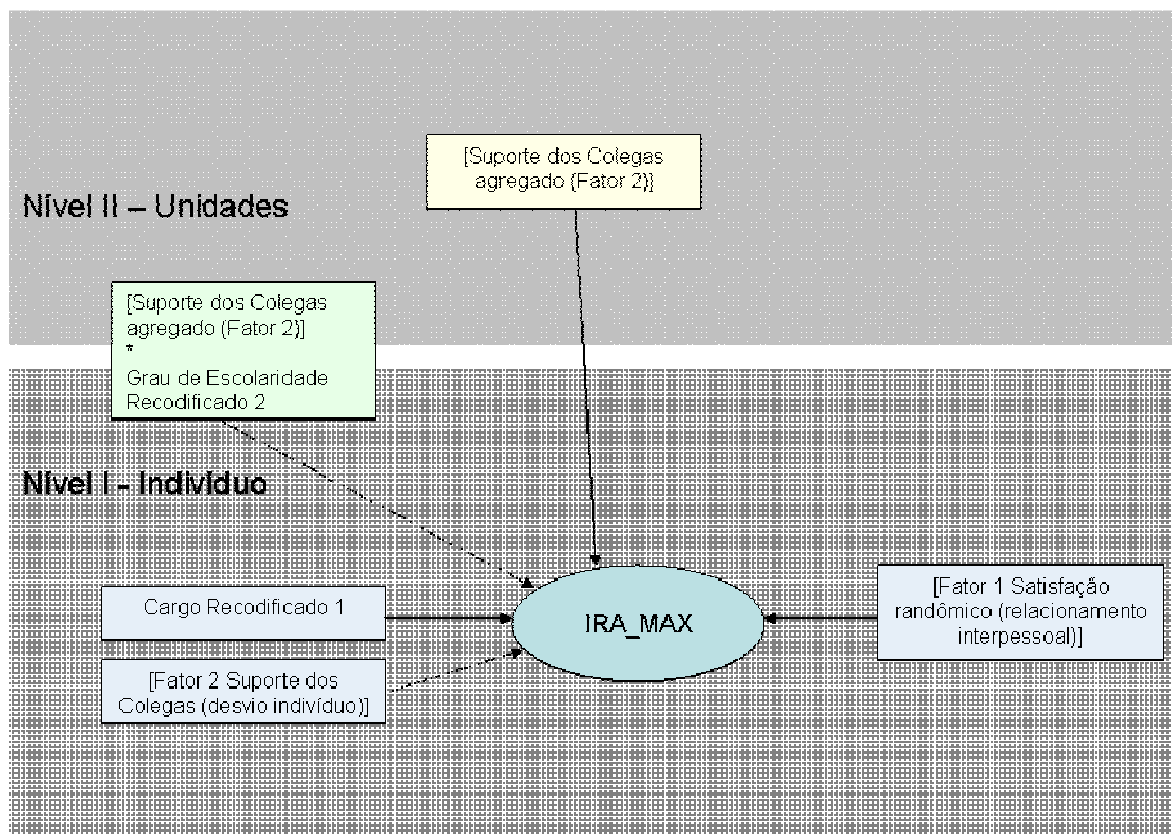 [Suporte dos Colegas
agregado (Fator 2)]
Nível II – Unidades
[Suporte dos Colegas
agregado (Fator 2)]
*
Grau de Escolaridade
Recodificado 2
Nível I - Indivíduo
Cargo Recodificado 1
[Fator 2 Suporte dos
Colegas (desvio indivíduo)]
IRA_MAX
[Fator 1 Satisfação
randômico (relacionamento
interpessoal)]